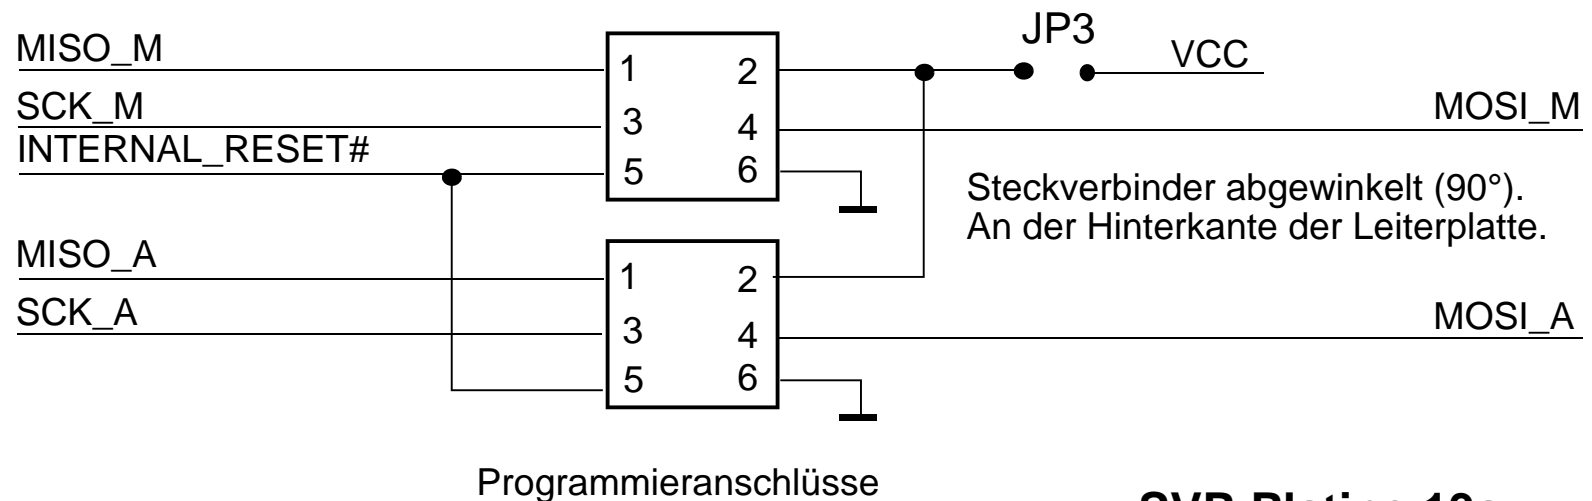 MISO_M
SCK_M
INTERNAL_RESET#
1 2
3 4
5 6
JP3
VCC
MOSI_M
Steckverbinder abgewinkelt (90°).
An der Hinterkante der Leiterplatte.
MISO_A
SCK_A
1 2
3 4
5 6
MOSI_A
Programmieranschlüsse